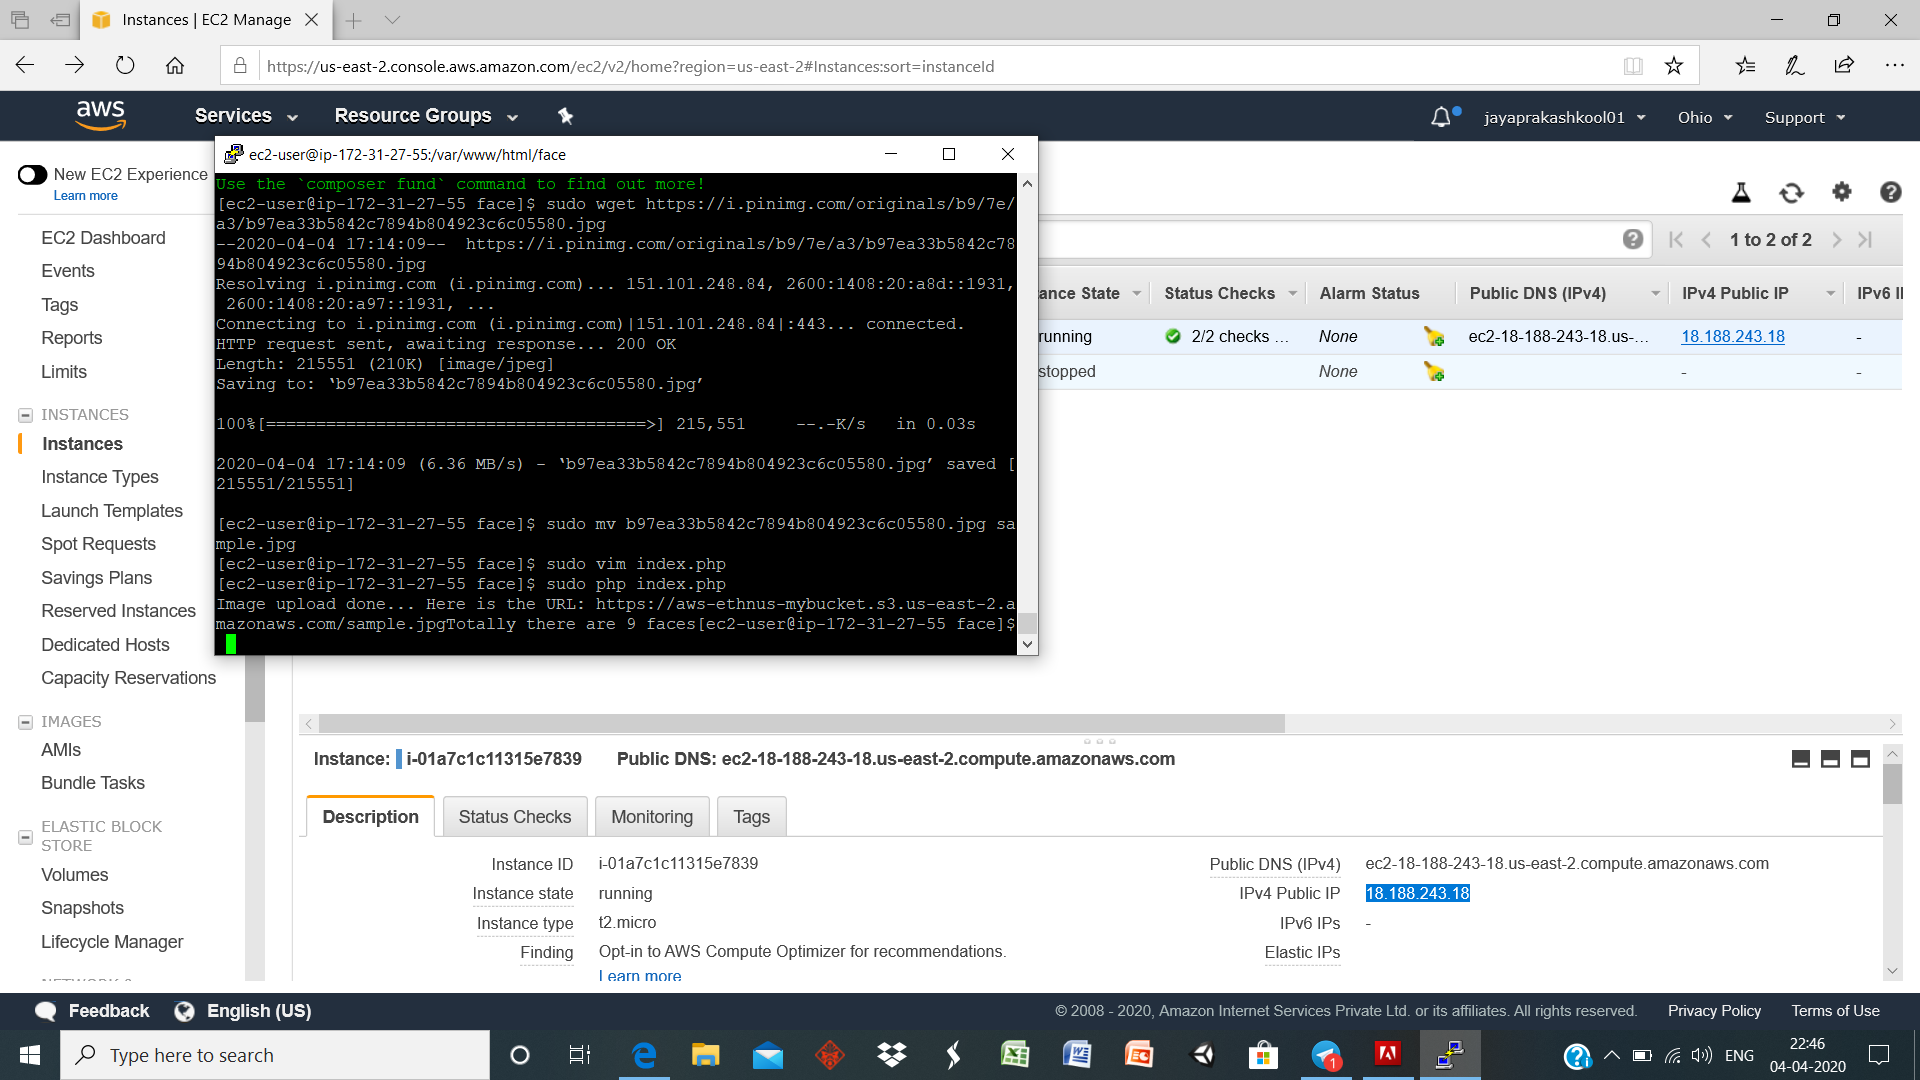 Instances | EC2 Manage
https://us-east-2.console.aws.amazon.com/ec2/v2/home?region=us-east-2#Instances:sort=instanceId
aws
Services
Resource Groups
jayaprakashkool01
Ohio
Support
ec2-user@ip-172-31-27-55:/var/www/html/face
Use the `composer fund` command to find out more!
[ec2-user@ip-172-31-27-55 face]$ sudo wget https://i.pinimg.com/originals/b9/7e/
a3/b97ea33b5842c7894b804923c6c05580.jpg
--2020-04-04 17:14:09--  https://i.pinimg.com/originals/b9/7e/a3/b97ea33b5842c78
94b804923c6c05580.jpg
Resolving i.pinimg.com (i.pinimg.com)... 151.101.248.84, 2600:1408:20:a8d::1931,
 2600:1408:20:a97::1931, ...
Connecting to i.pinimg.com (i.pinimg.com)|151.101.248.84|:443... connected.
HTTP request sent, awaiting response... 200 OK
Length: 215551 (210K) [image/jpeg]
Saving to: ‘b97ea33b5842c7894b804923c6c05580.jpg’
100%[======================================>] 215,551     --.-K/s   in 0.03s
2020-04-04 17:14:09 (6.36 MB/s) - ‘b97ea33b5842c7894b804923c6c05580.jpg’ saved [
215551/215551]
[ec2-user@ip-172-31-27-55 face]$ sudo mv b97ea33b5842c7894b804923c6c05580.jpg sa
mple.jpg
[ec2-user@ip-172-31-27-55 face]$ sudo vim index.php
[ec2-user@ip-172-31-27-55 face]$ sudo php index.php
Image upload done... Here is the URL: https://aws-ethnus-mybucket.s3.us-east-2.a
mazonaws.com/sample.jpgTotally there are 9 faces[ec2-user@ip-172-31-27-55 face]$
New EC2 Experience
Learn more
EC2 Dashboard
Events
Tags
Reports
Limits
INSTANCES
Instances
Instance Types
Launch Templates
Spot Requests
Savings Plans
Reserved Instances
Dedicated Hosts
Capacity Reservations
IMAGES
AMIs
Bundle Tasks
ELASTIC BLOCK
STORE
Volumes
Snapshots
Lifecycle Manager
1 to 2 of 2
ance State Status Checks Alarm Status Public DNS (IPv4) IPv4 Public IP IPv6 I
running 2/2 checks ... None ec2-18-188-243-18.us-... 18.188.243.18 -
stopped None - -
Instance: i-01a7c1c11315e7839 Public DNS: ec2-18-188-243-18.us-east-2.compute.amazonaws.com
Description Status Checks Monitoring Tags
Instance ID i-01a7c1c11315e7839 Public DNS (IPv4) ec2-18-188-243-18.us-east-2.compute.amazonaws.com
Instance state running IPv4 Public IP 18.188.243.18
Instance type t2.micro IPv6 IPs -
Finding Opt-in to AWS Compute Optimizer for recommendations. Elastic IPs
Learn more
Feedback English (US) © 2008 - 2020, Amazon Internet Services Private Ltd. or its affiliates. All rights reserved. Privacy Policy Terms of Use
Type here to search
1
ENG
22:46
04-04-2020